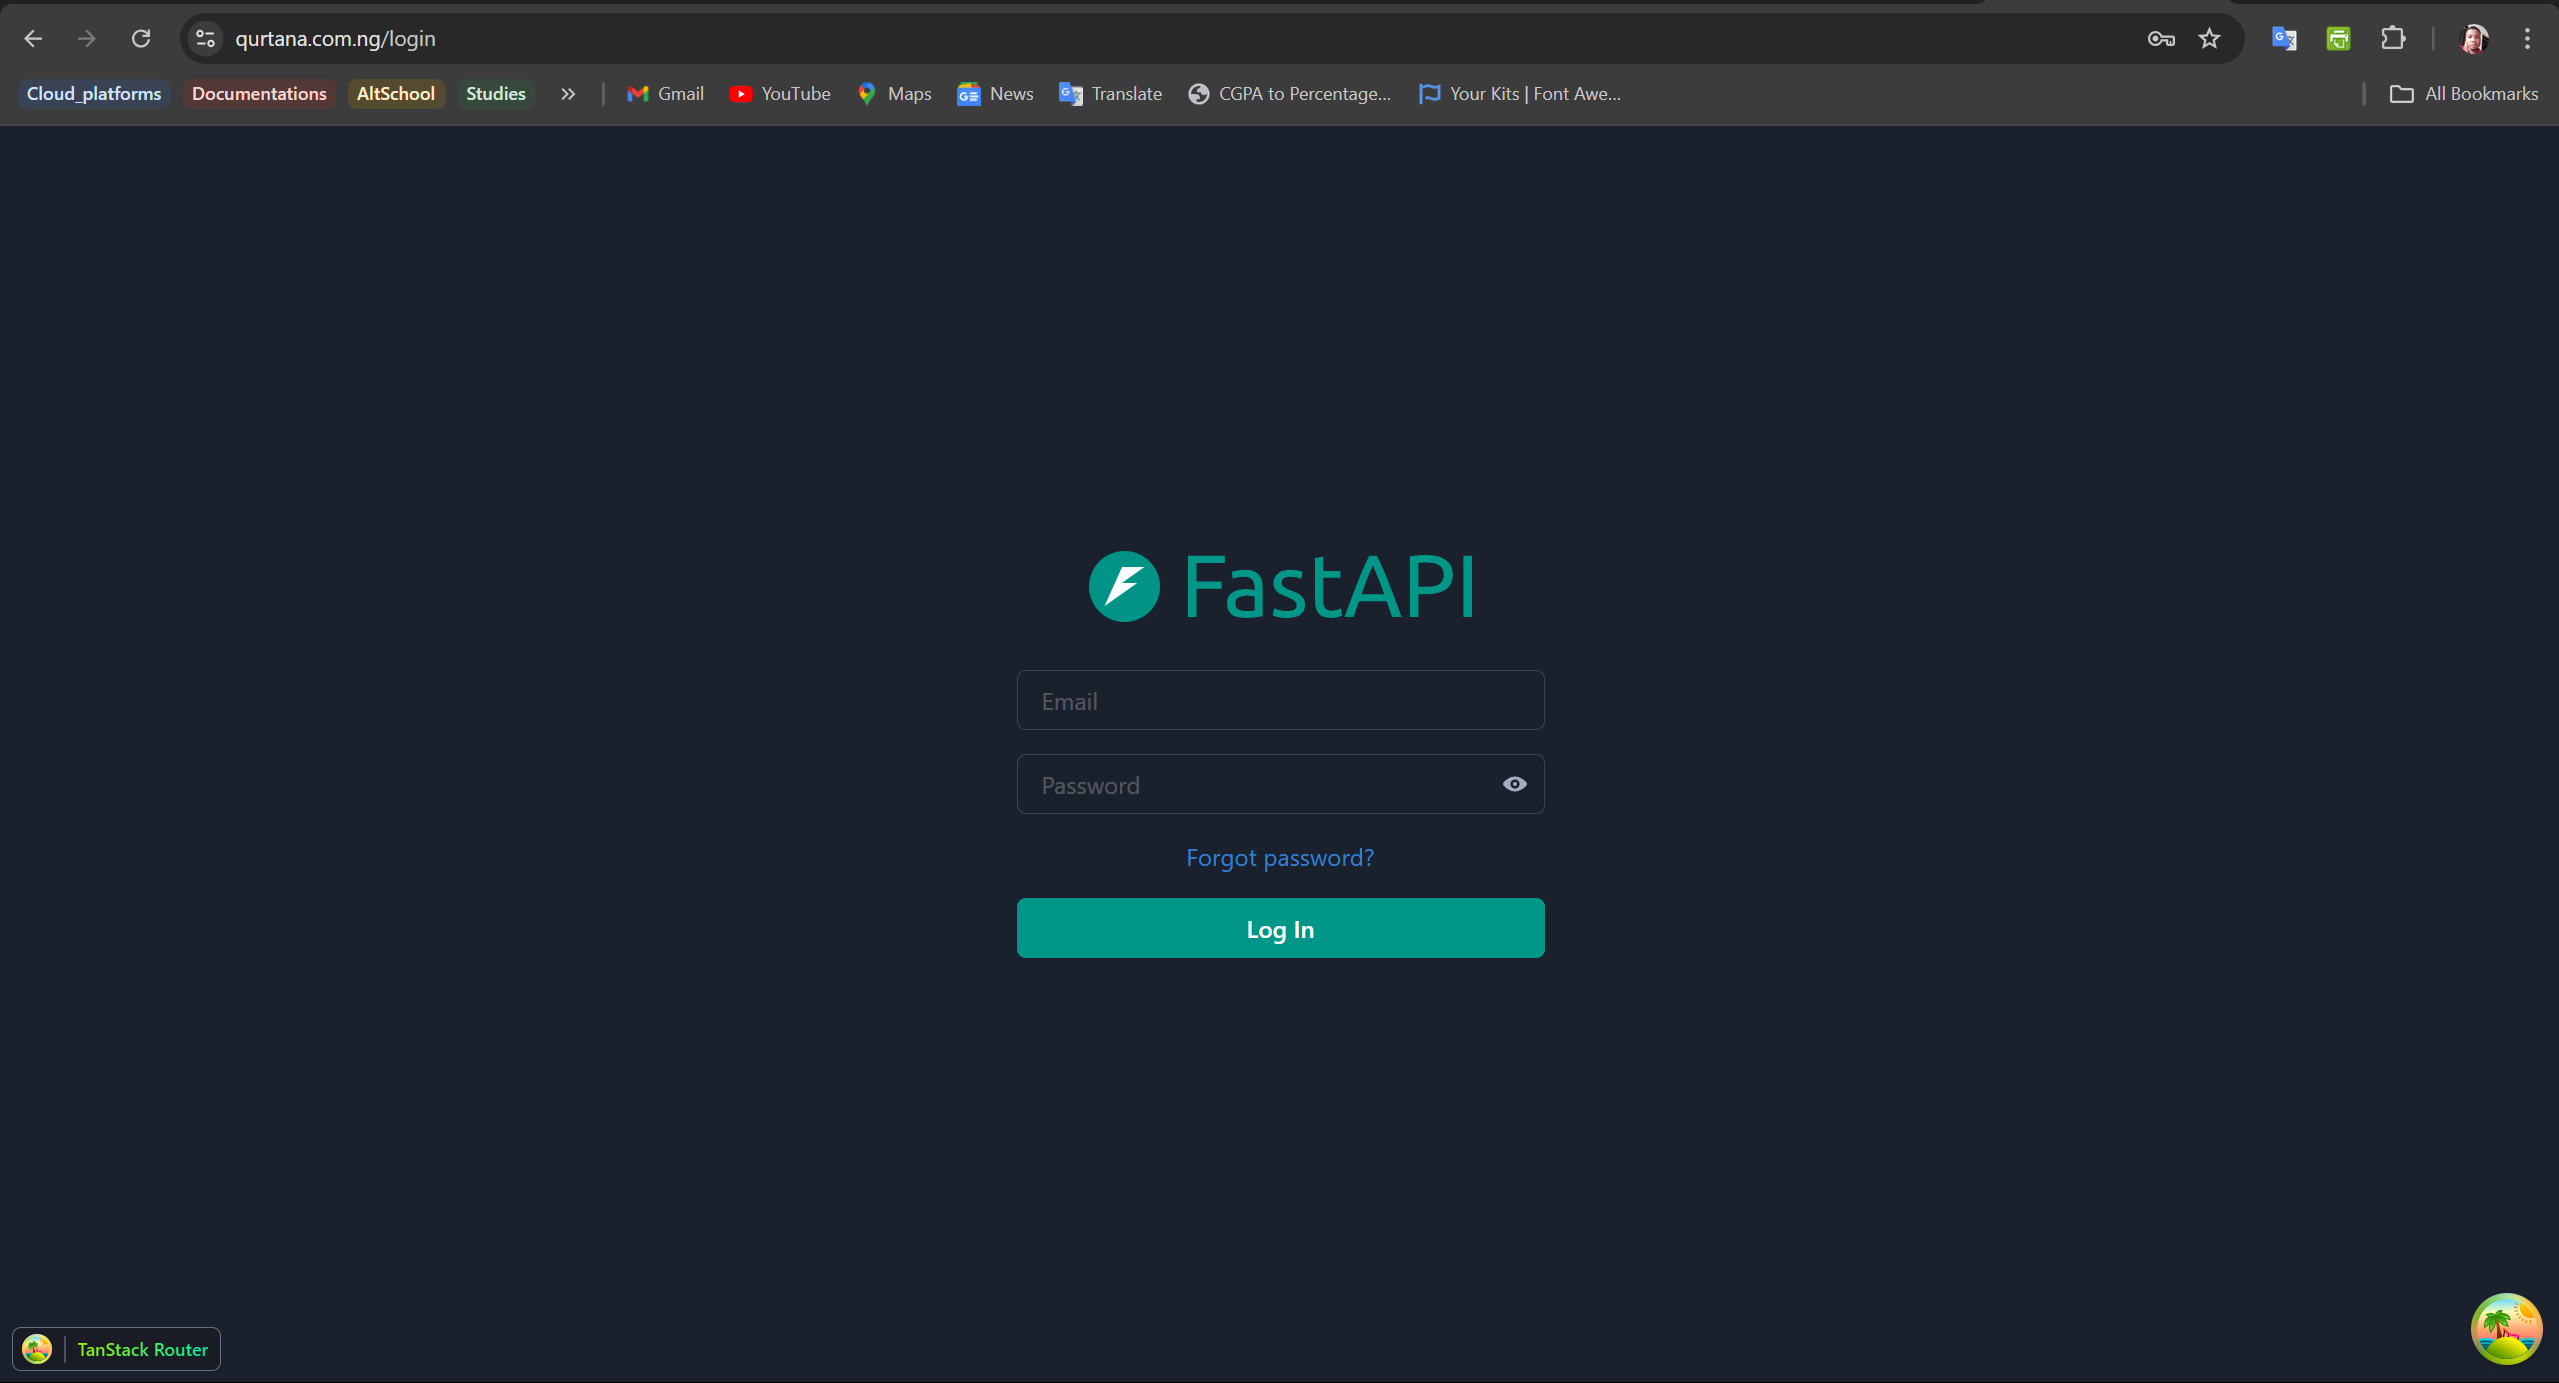 qurtana.com.ng/login
Cloud_platforms Documentations AltSchool Studies Gmail YouTube Maps News Translate CGPA to Percentage... Your Kits | Font Awe... All Bookmarks
FastAPI
Email
Password
Forgot password?
Log In
TanStack Router